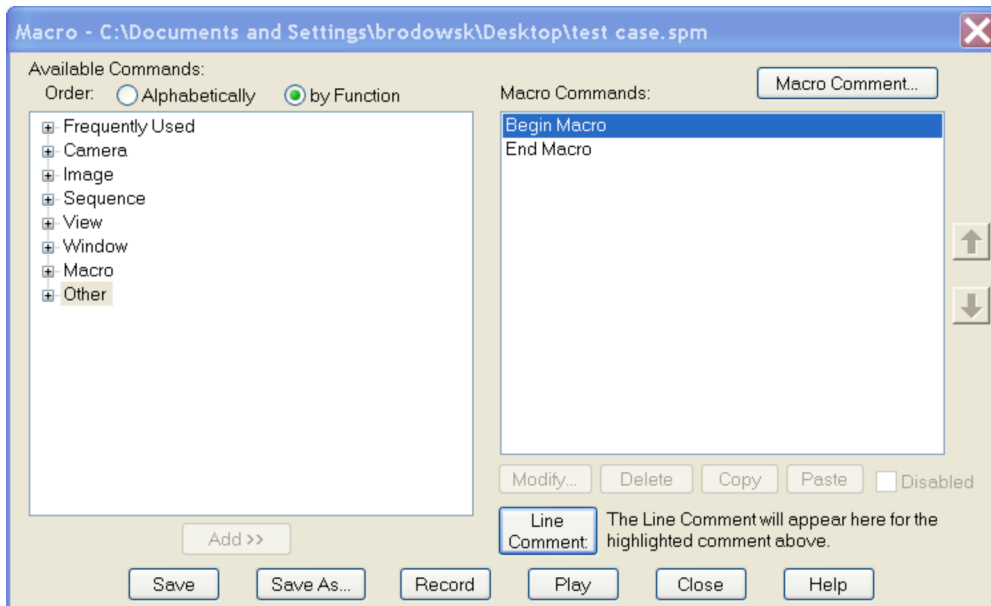 Macro - C:\Documents and Settings\brodowsk\Desktop\test case.spm
Available Commands:
Order: Alphabetically by Function
Macro Commands:
Macro Comment...
Frequently Used
Camera
Image
Sequence
View
Window
Macro
Other
Begin Macro
End Macro
Modify... Delete Copy Paste Disabled
Add >>
Line
Comment:
The Line Comment will appear here for the
highlighted comment above.
Save Save As... Record Play Close Help